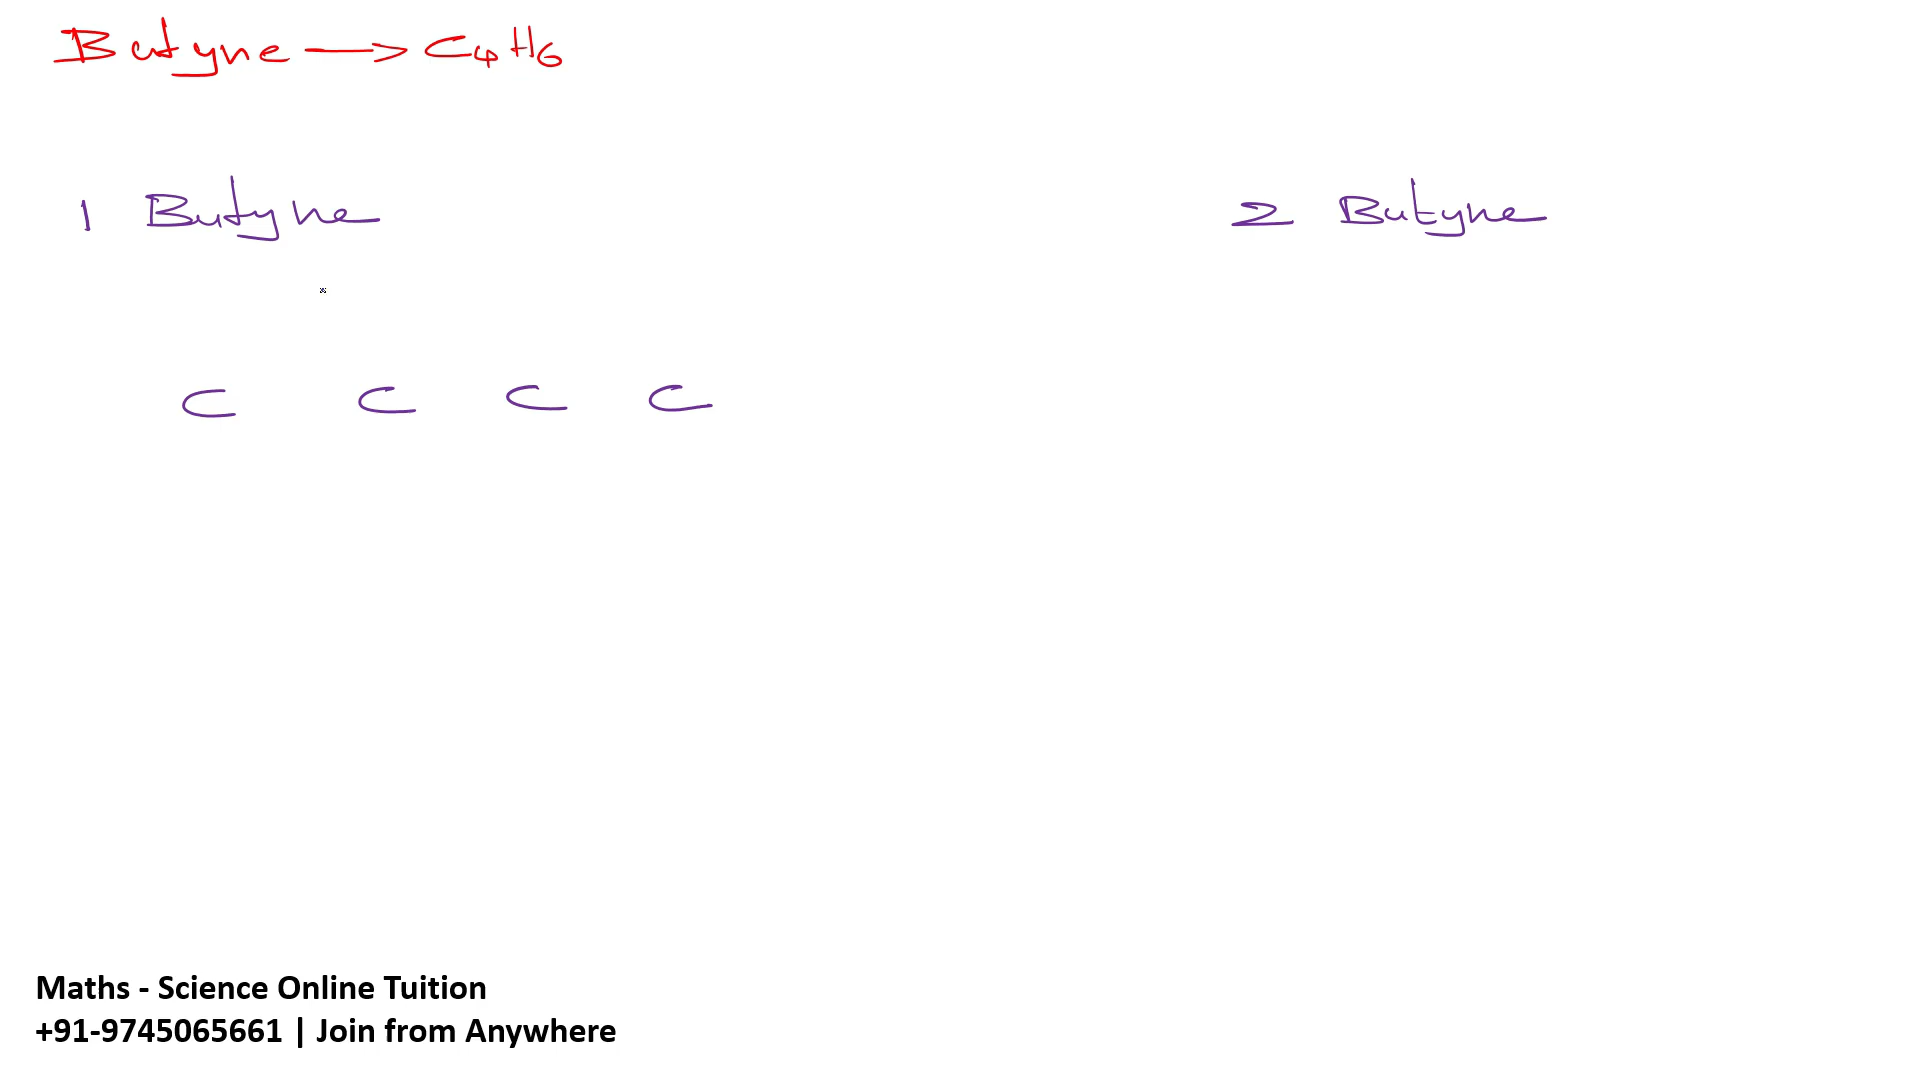 Butyne → C4H6
1 Butyne
2 Butyne
C C C C
Maths - Science Online Tuition
+91-9745065661 | Join from Anywhere